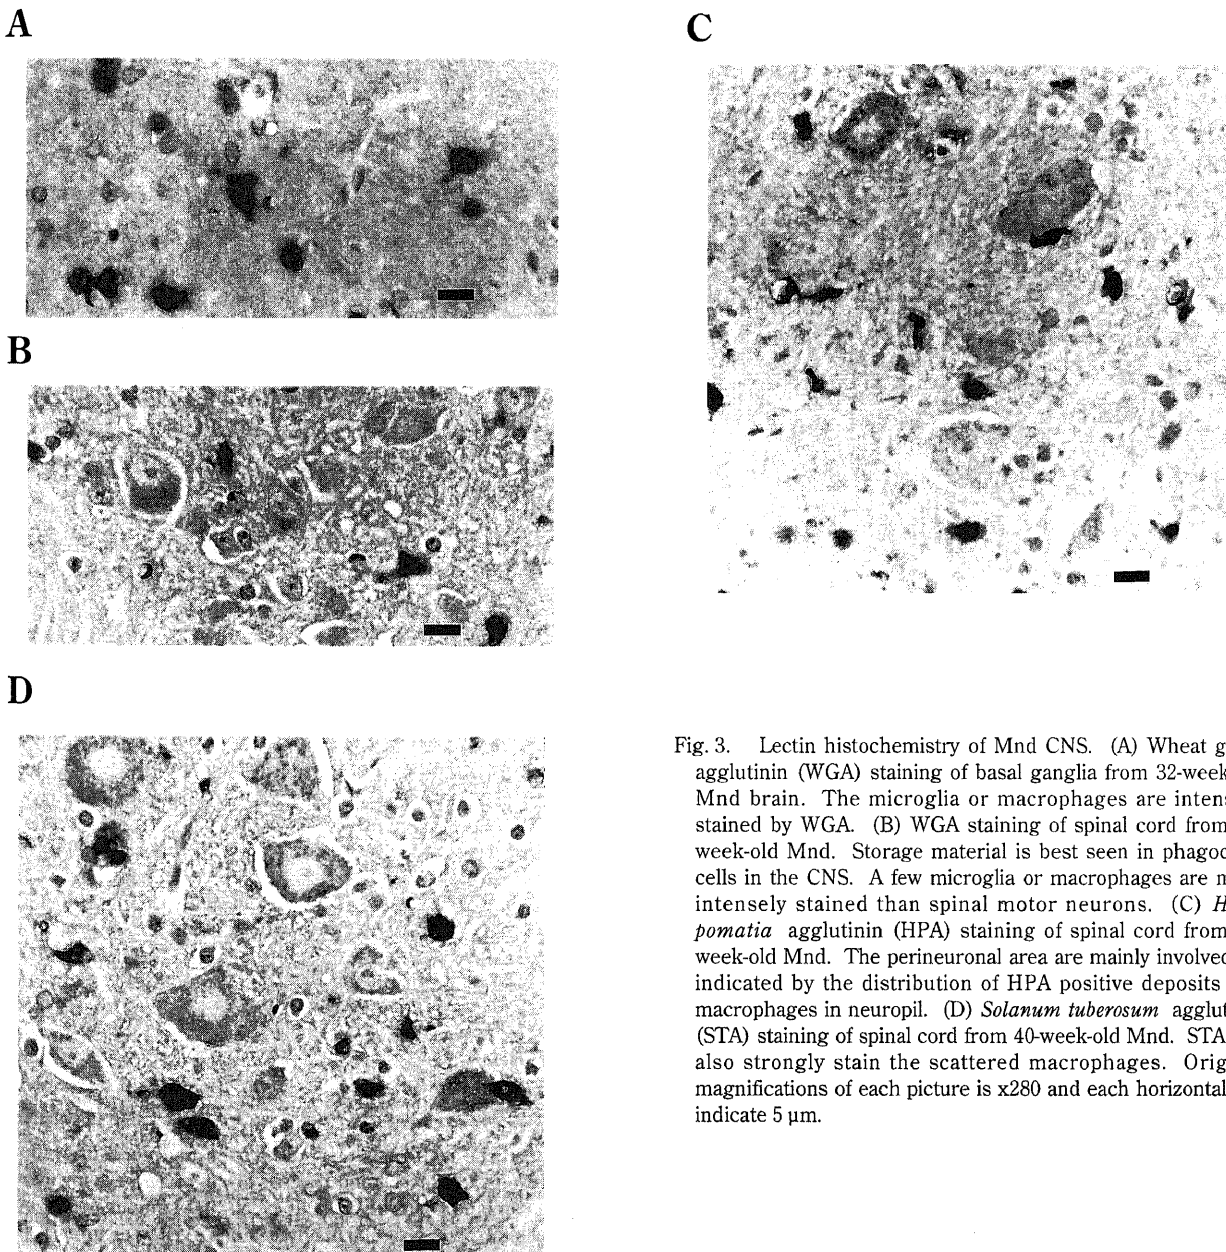 A
C
B
D
Fig. 3. Lectin histochemistry of Mnd CNS. (A) Wheat g
agglutinin (WGA) staining of basal ganglia from 32-week
Mnd brain. The microglia or macrophages are intens
stained by WGA. (B) WGA staining of spinal cord from
week-old Mnd. Storage material is best seen in phagoc
cells in the CNS. A few microglia or macrophages are m
intensely stained than spinal motor neurons. (C) H
pomatia agglutinin (HPA) staining of spinal cord from
week-old Mnd. The perineuronal area are mainly involved
indicated by the distribution of HPA positive deposits
macrophages in neuropil. (D) Solanum tuberosum agglut
(STA) staining of spinal cord from 40-week-old Mnd. STA
also strongly stain the scattered macrophages. Orig
magnifications of each picture is x280 and each horizontal
indicate 5 µm.